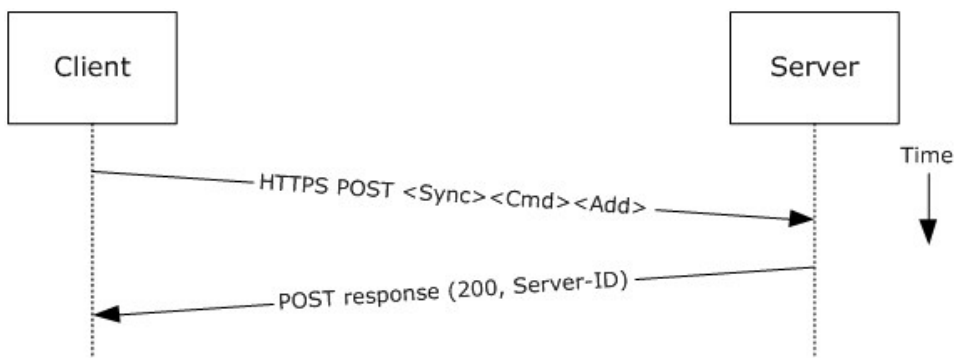 Client
Server
Time
HTTPS POST <Sync><Cmd><Add>
POST response (200, Server-ID)